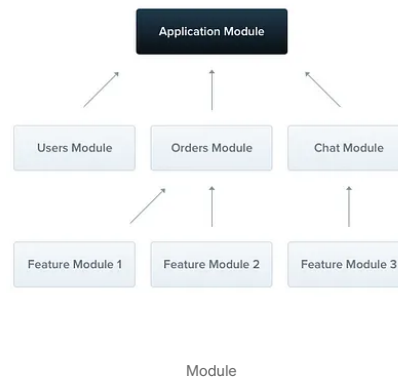 Application Module
Users Module
Orders Module
Chat Module
Feature Module 1
Feature Module 2
Feature Module 3
Module